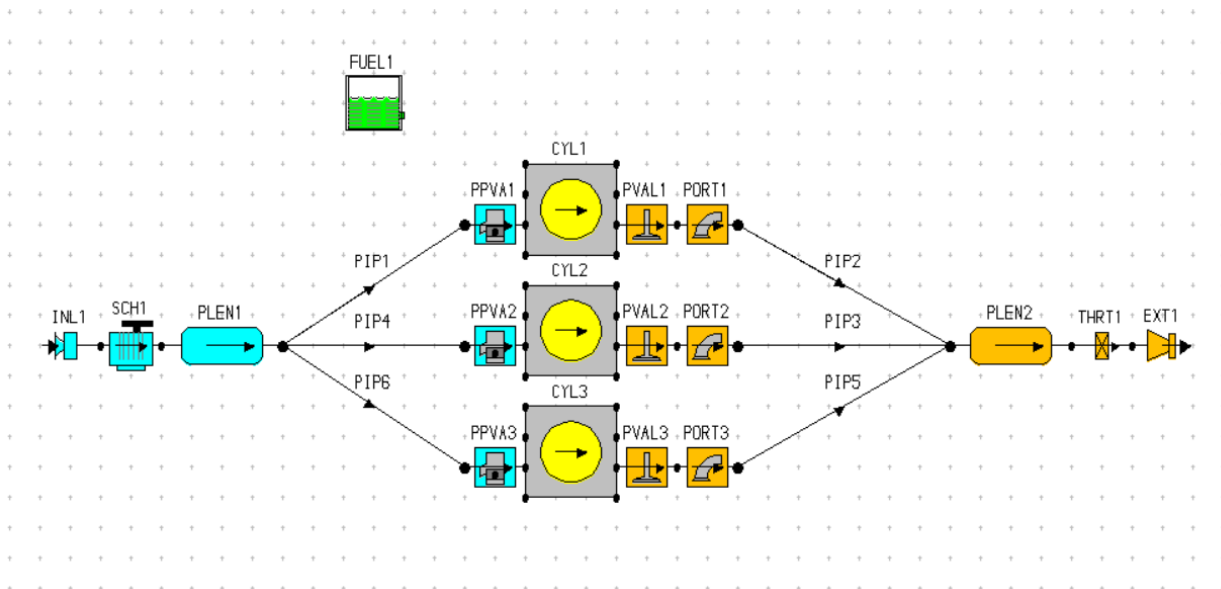 FUEL1
CYL1
PPVA1
PVAL1 PORT1
PIP1
PIP2
CYL2
INL1
SCH1
PLEN1
PIP4
PPVA2
PVAL2 PORT2
PIP3
PLEN2
THRT1
EXT1
PIP6
CYL3
PIP5
PPVA3
PVAL3 PORT3